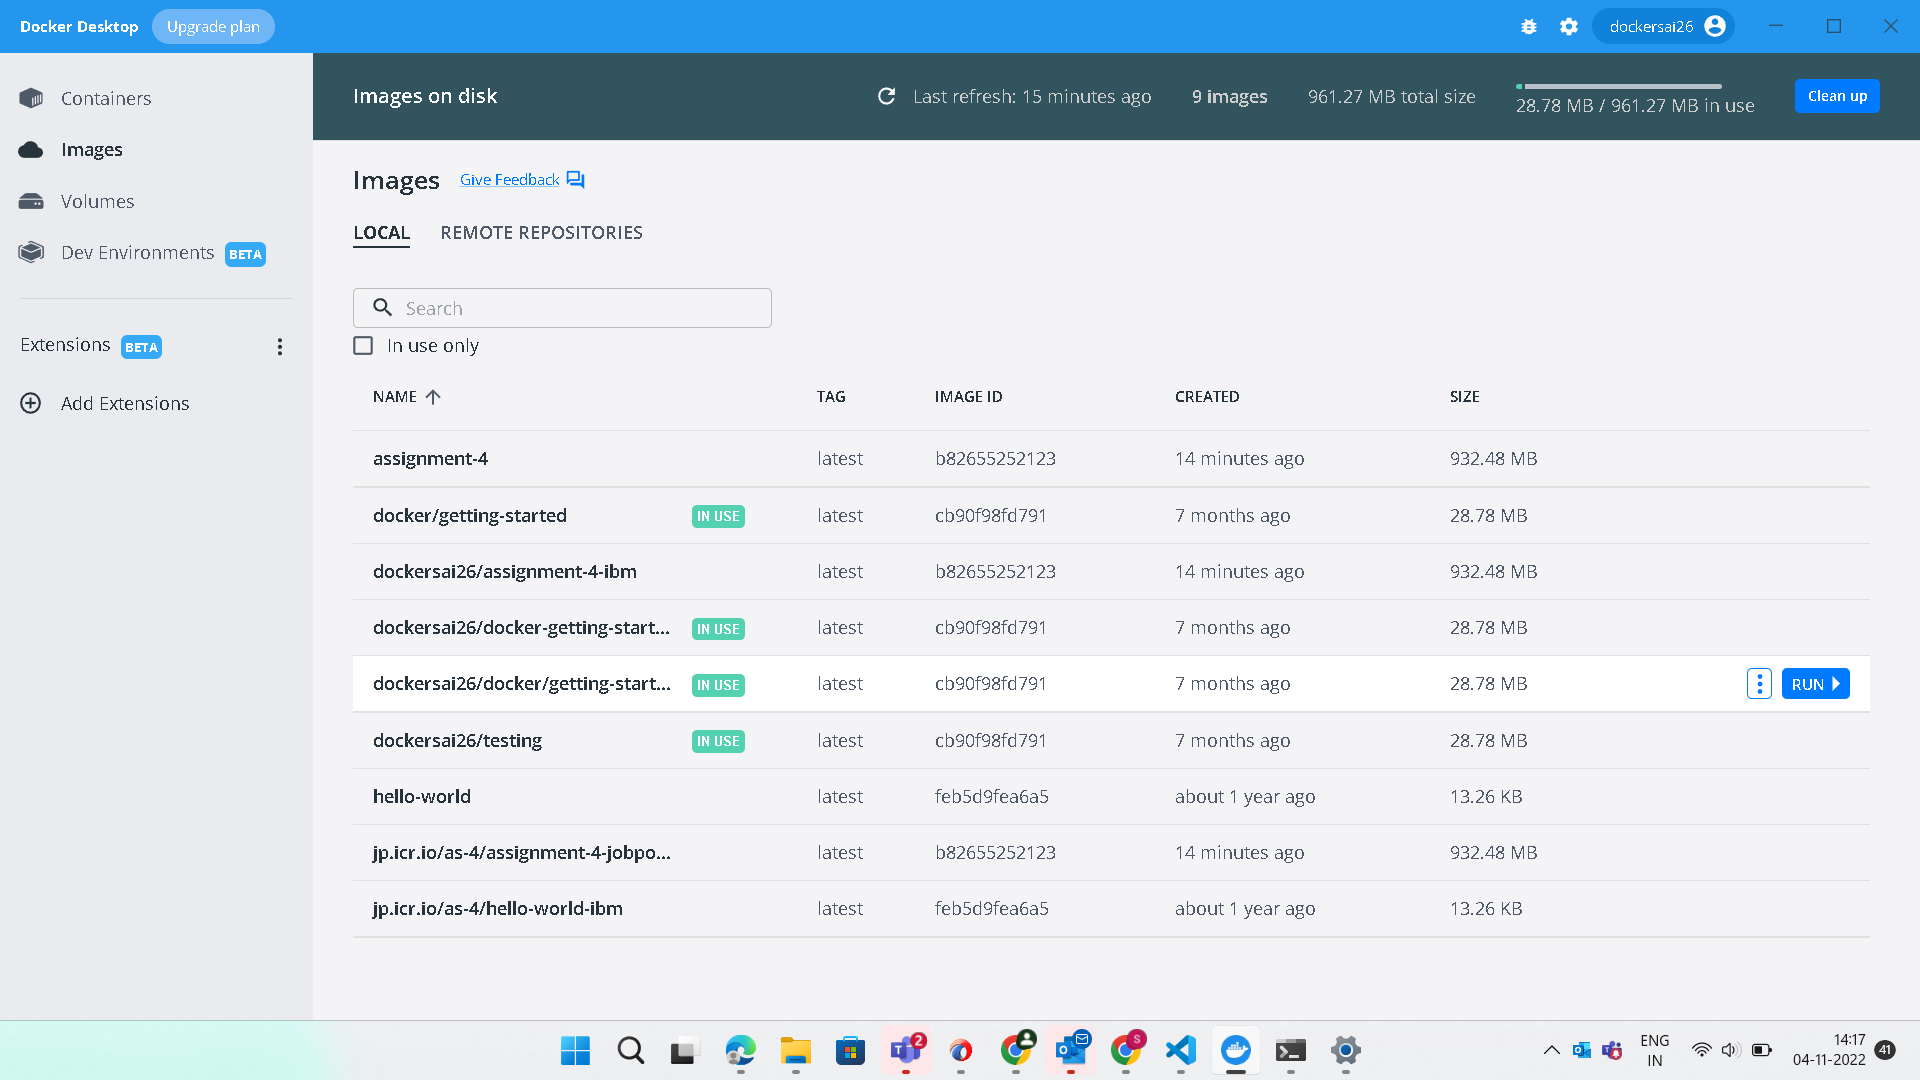 Docker Desktop Upgrade plan dockersai26
Containers
Images
Volumes
Dev Environments BETA
Extensions BETA
Add Extensions
Images on disk Last refresh: 15 minutes ago 9 images 961.27 MB total size 28.78 MB / 961.27 MB in use Clean up
Images Give Feedback
LOCAL REMOTE REPOSITORIES
Search
In use only
NAME TAG IMAGE ID CREATED SIZE
assignment-4 latest b82655252123 14 minutes ago 932.48 MB
docker/getting-started IN USE latest cb90f98fd791 7 months ago 28.78 MB
dockersai26/assignment-4-ibm latest b82655252123 14 minutes ago 932.48 MB
dockersai26/docker-getting-start... IN USE latest cb90f98fd791 7 months ago 28.78 MB
dockersai26/docker/getting-start... IN USE latest cb90f98fd791 7 months ago 28.78 MB RUN
dockersai26/testing IN USE latest cb90f98fd791 7 months ago 28.78 MB
hello-world latest feb5d9fea6a5 about 1 year ago 13.26 KB
jp.icr.io/as-4/assignment-4-jobpo... latest b82655252123 14 minutes ago 932.48 MB
jp.icr.io/as-4/hello-world-ibm latest feb5d9fea6a5 about 1 year ago 13.26 KB
2 S ENG 14:17
IN 04-11-2022 41